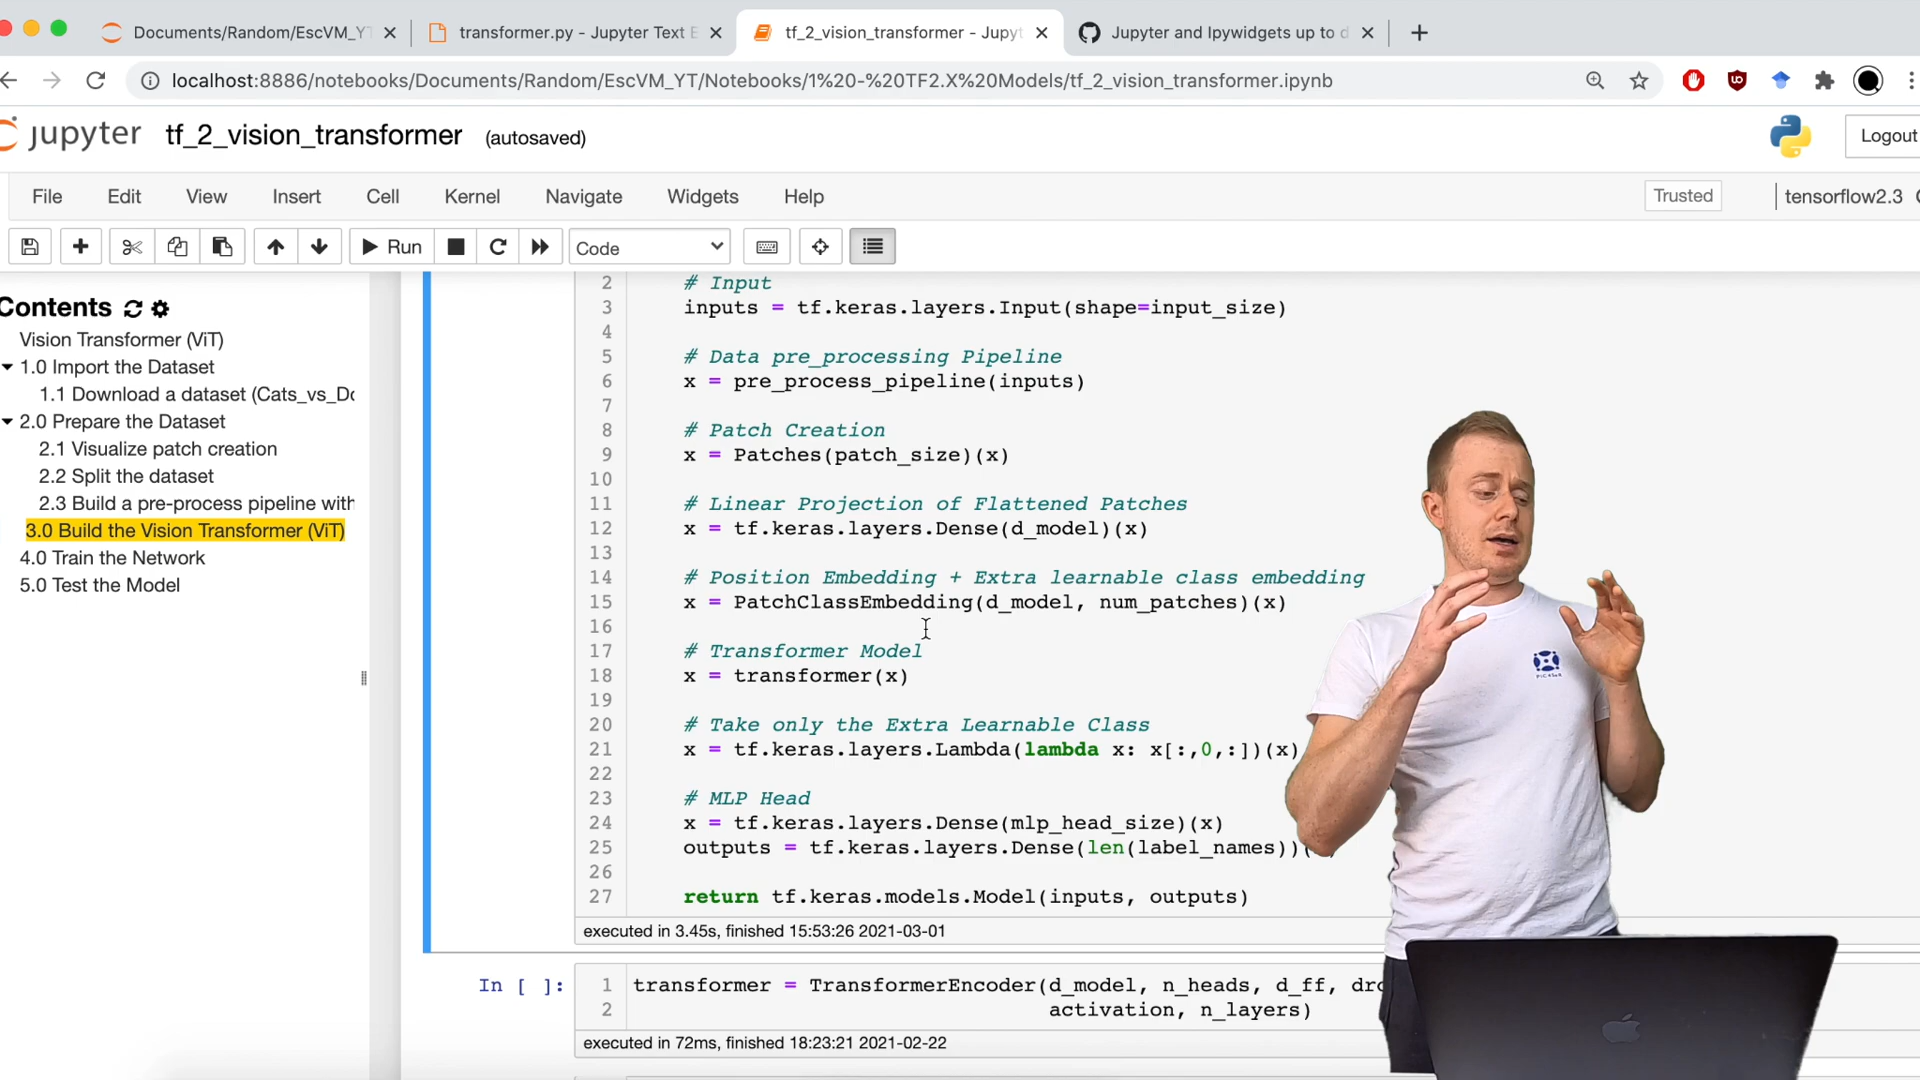 Documents/Random/EscVM_YT
transformer.py - Jupyter Text E
tf_2_vision_transformer - Jupyt
Jupyter and Ipywidgets up to d
localhost:8886/notebooks/Documents/Random/EscVM_YT/Notebooks/1%20-%20TF2.X%20Models/tf_2_vision_transformer.ipynb
jupyter tf_2_vision_transformer (autosaved)
Logout
File Edit View Insert Cell Kernel Navigate Widgets Help
Trusted
tensorflow2.3
Run
Code
Contents
Vision Transformer (ViT)
1.0 Import the Dataset
1.1 Download a dataset (Cats_vs_Do
2.0 Prepare the Dataset
2.1 Visualize patch creation
2.2 Split the dataset
2.3 Build a pre-process pipeline with
3.0 Build the Vision Transformer (ViT)
4.0 Train the Network
5.0 Test the Model
2 # Input
3 inputs = tf.keras.layers.Input(shape=input_size)
4
5 # Data pre_processing Pipeline
6 x = pre_process_pipeline(inputs)
7
8 # Patch Creation
9 x = Patches(patch_size)(x)
10
11 # Linear Projection of Flattened Patches
12 x = tf.keras.layers.Dense(d_model)(x)
13
14 # Position Embedding + Extra learnable class embedding
15 x = PatchClassEmbedding(d_model, num_patches)(x)
16
17 # Transformer Model
18 x = transformer(x)
19
20 # Take only the Extra Learnable Class
21 x = tf.keras.layers.Lambda(lambda x: x[:,0,:])(x)
22
23 # MLP Head
24 x = tf.keras.layers.Dense(mlp_head_size)(x)
25 outputs = tf.keras.layers.Dense(len(label_names))(
26
27 return tf.keras.models.Model(inputs, outputs)
executed in 3.45s, finished 15:53:26 2021-03-01
In [ ]:
1 transformer = TransformerEncoder(d_model, n_heads, d_ff, dro
2 activation, n_layers)
executed in 72ms, finished 18:23:21 2021-02-22
PIC4SeR